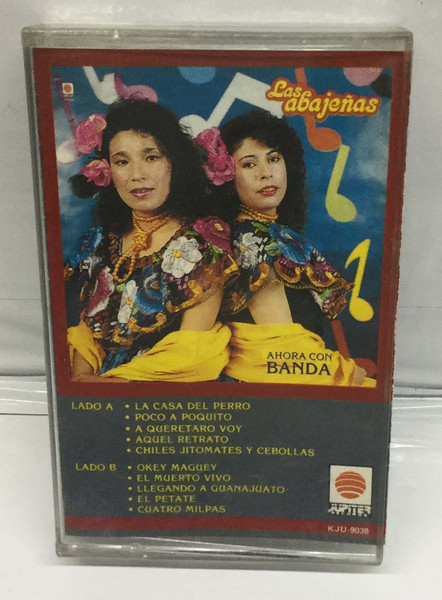 Las
abajeñas
AHORA CON
BANDA
LADO A • LA CASA DEL PERRO
• POCO A POQUITO
• A QUERETARO VOY
• AQUEL RETRATO
• CHILES JITOMATES Y CEBOLLAS
LADO B • OKEY MAGUEY
• EL MUERTO VIVO
• LLEGANDO A GUANAJUATO
• EL PETATE
• CUATRO MILPAS
JUPITER
KJU-9038